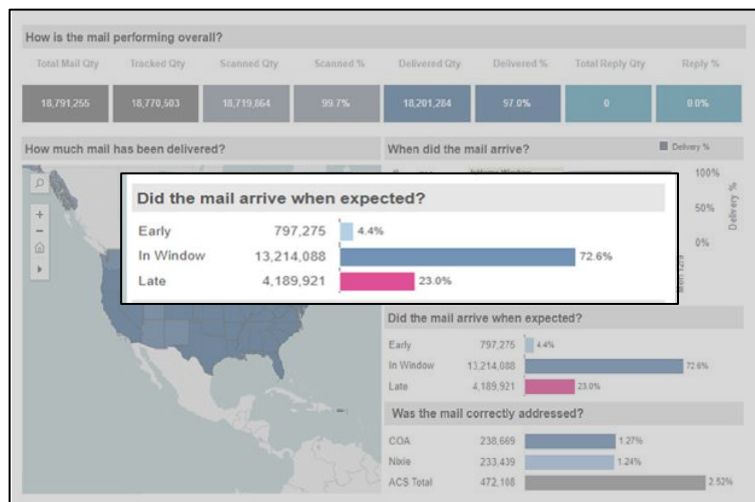 How is the mail performing overall?
Total Mail Qty Tracked Qty Scanned Qty Scanned % Delivered Qty Delivered % Total Reply Qty Reply %
18,791,255 18,770,503 18,719,664 99.7% 18,201,284 97.0% 0 0.0%
How much mail has been delivered? When did the mail arrive? Delivery %
100%
50%
0%
Delivery %
Did the mail arrive when expected?
Early 797,275 4.4%
In Window 13,214,088 72.6%
Late 4,189,921 23.0%
Did the mail arrive when expected?
Early 797,275 4.4%
In Window 13,214,088 72.6%
Late 4,189,921 23.0%
Was the mail correctly addressed?
COA 238,669 1.27%
Nixie 233,439 1.24%
ACS Total 472,108 2.52%